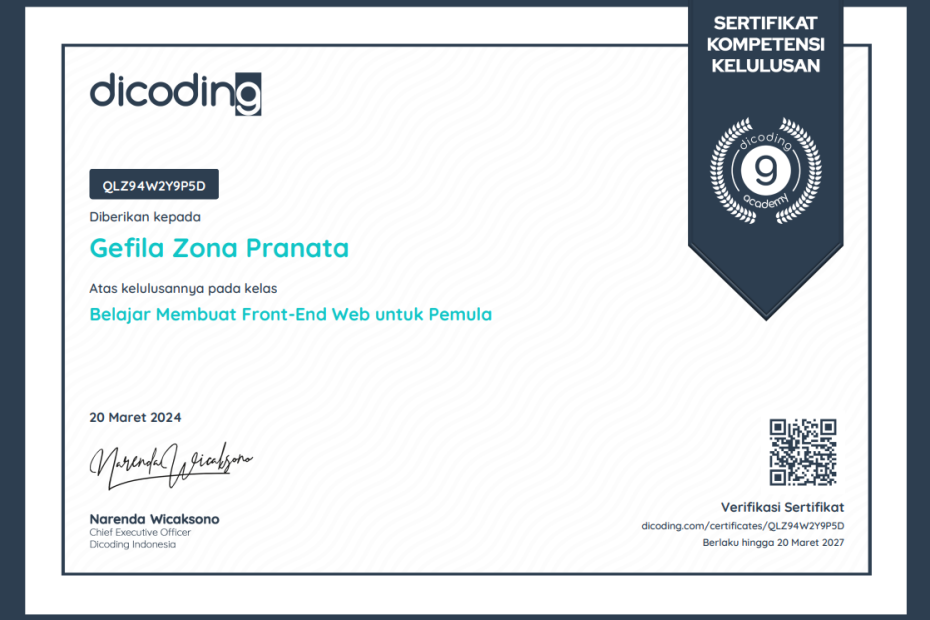 SERTIFIKAT
KOMPETENSI
KELULUSAN
dicoding
dicoding
9
academy
QLZ94W2Y9P5D
Diberikan kepada
Gefila Zona Pranata
Atas kelulusannya pada kelas
Belajar Membuat Front-End Web untuk Pemula
20 Maret 2024
Narenda Wicaksono
Narenda Wicaksono
Chief Executive Officer
Dicoding Indonesia
Verifikasi Sertifikat
dicoding.com/certificates/QLZ94W2Y9P5D
Berlaku hingga 20 Maret 2027